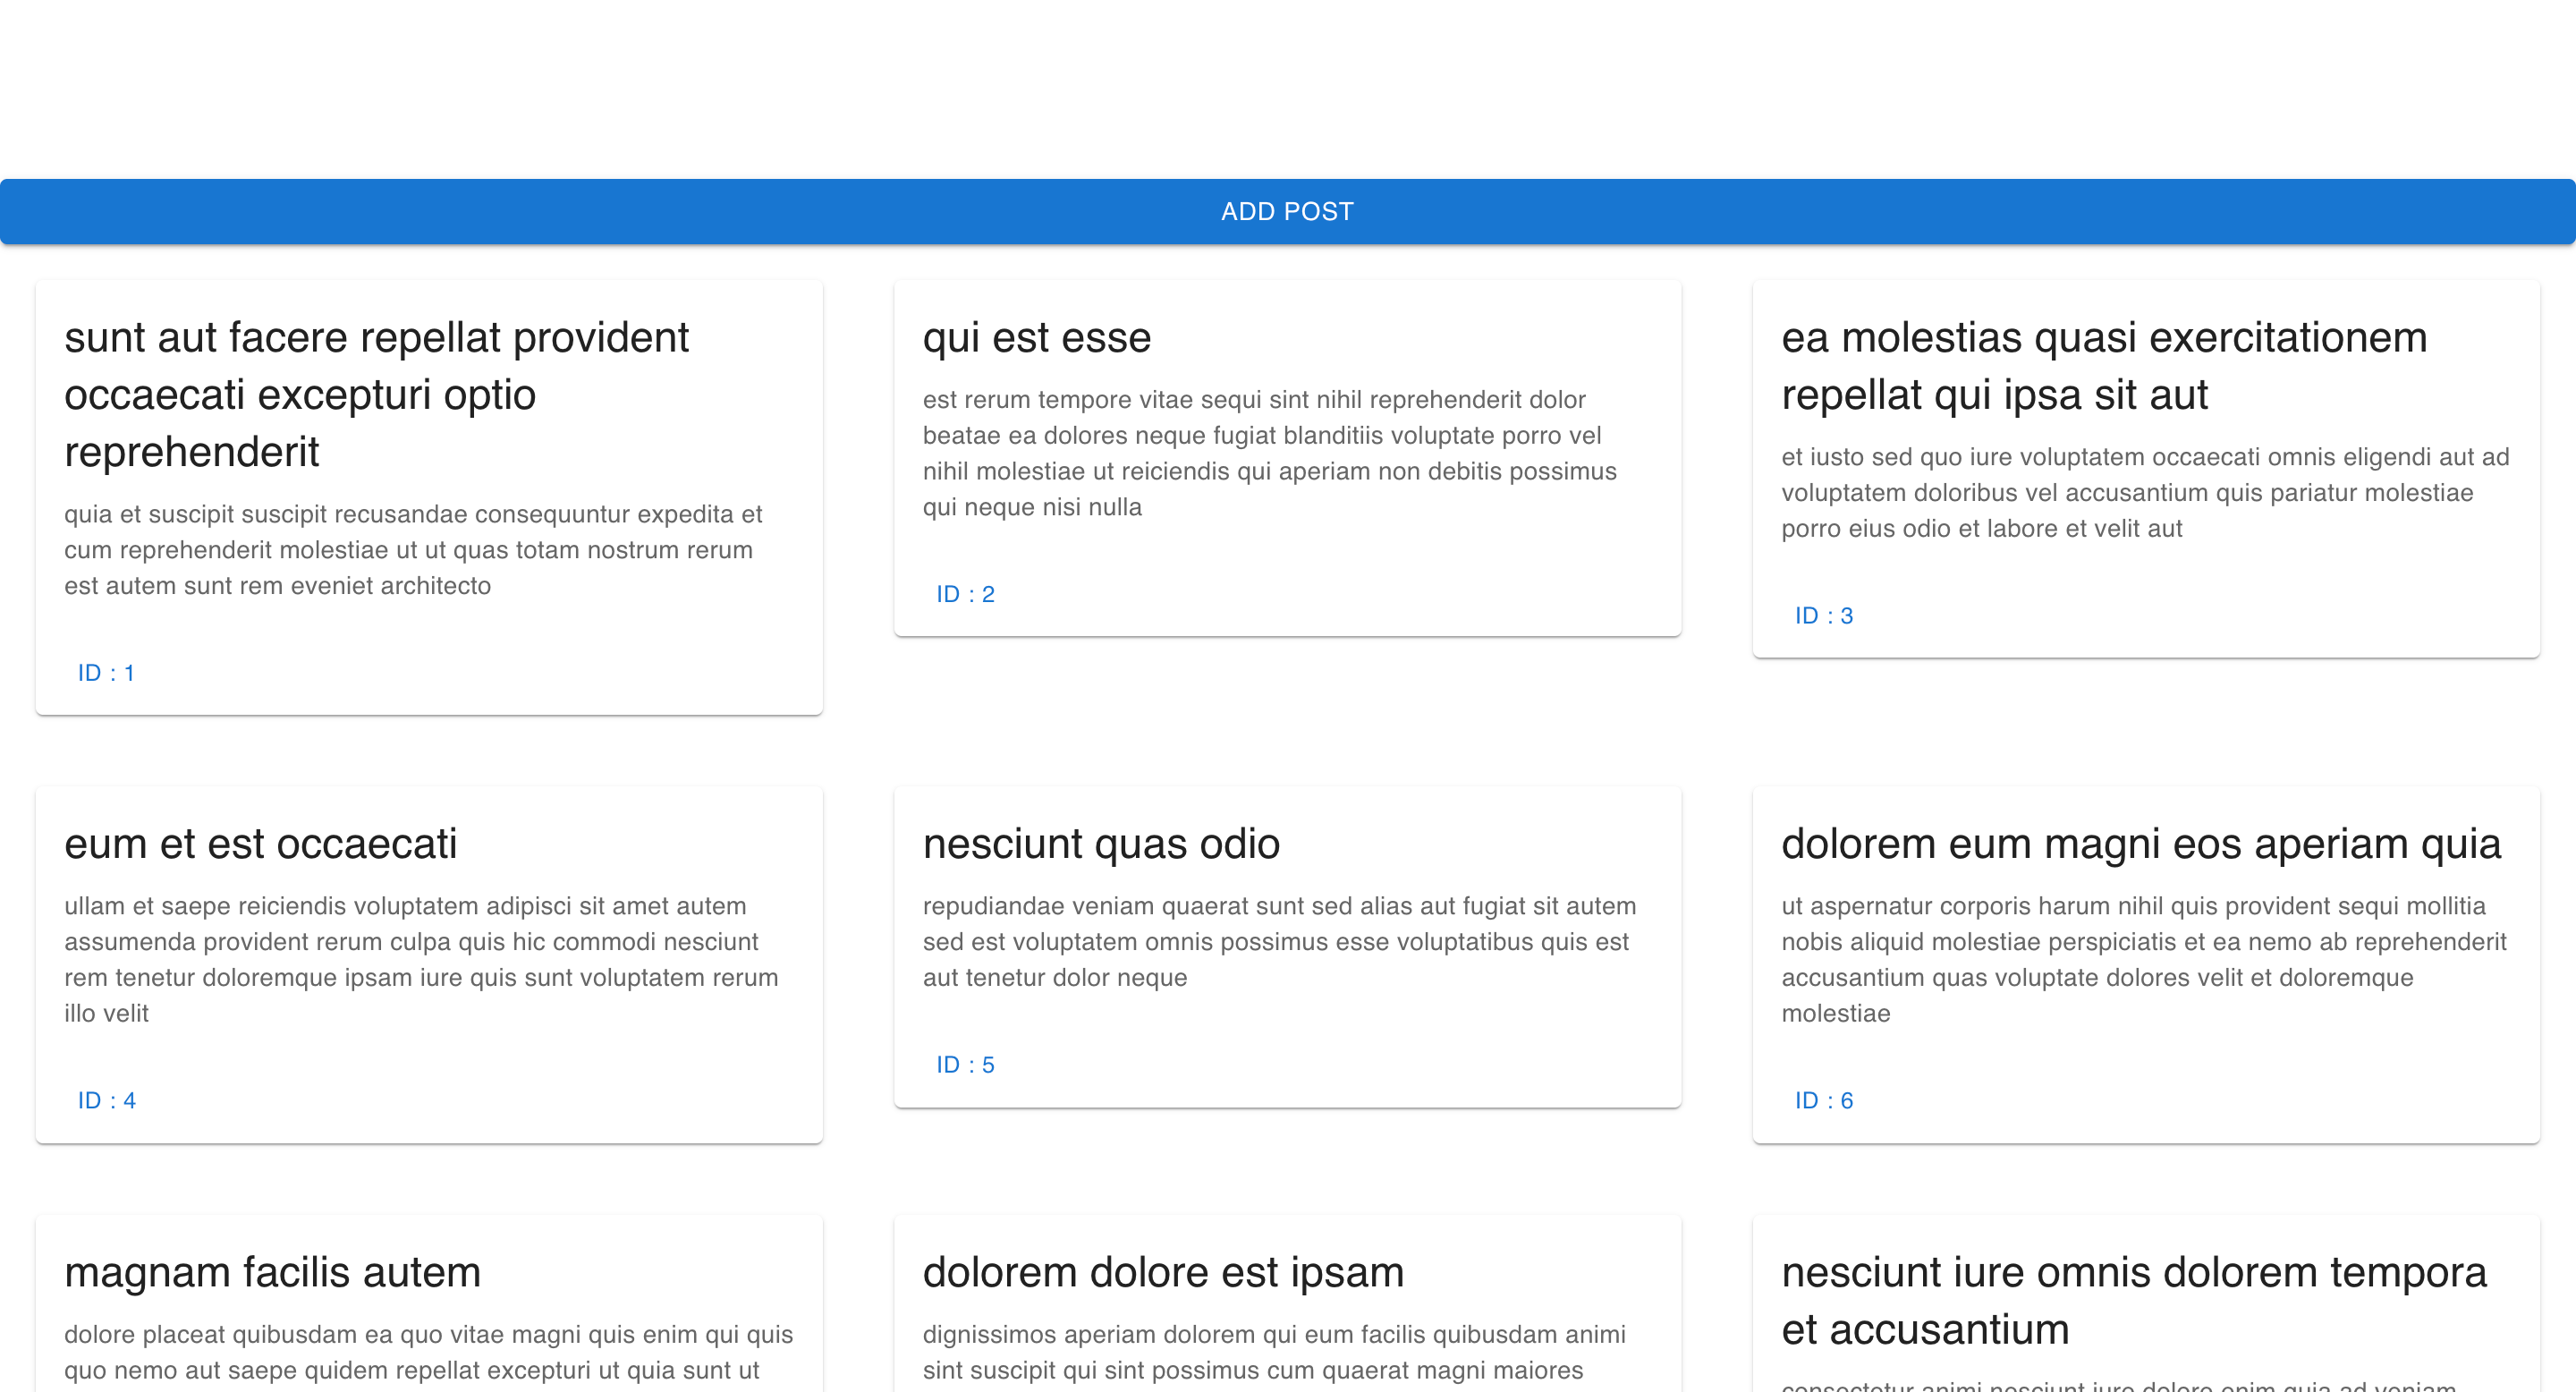 ADD POST
sunt aut facere repellat provident
occaecati excepturi optio
reprehenderit
quia et suscipit suscipit recusandae consequuntur expedita et
cum reprehenderit molestiae ut ut quas totam nostrum rerum
est autem sunt rem eveniet architecto
ID : 1
qui est esse
est rerum tempore vitae sequi sint nihil reprehenderit dolor
beatae ea dolores neque fugiat blanditiis voluptate porro vel
nihil molestiae ut reiciendis qui aperiam non debitis possimus
qui neque nisi nulla
ID : 2
ea molestias quasi exercitationem
repellat qui ipsa sit aut
et iusto sed quo iure voluptatem occaecati omnis eligendi aut ad
voluptatem doloribus vel accusantium quis pariatur molestiae
porro eius odio et labore et velit aut
ID : 3
eum et est occaecati
ullam et saepe reiciendis voluptatem adipisci sit amet autem
assumenda provident rerum culpa quis hic commodi nesciunt
rem tenetur doloremque ipsam iure quis sunt voluptatem rerum
illo velit
ID : 4
nesciunt quas odio
repudiandae veniam quaerat sunt sed alias aut fugiat sit autem
sed est voluptatem omnis possimus esse voluptatibus quis est
aut tenetur dolor neque
ID : 5
dolorem eum magni eos aperiam quia
ut aspernatur corporis harum nihil quis provident sequi mollitia
nobis aliquid molestiae perspiciatis et ea nemo ab reprehenderit
accusantium quas voluptate dolores velit et doloremque
molestiae
ID : 6
magnam facilis autem
dolore placeat quibusdam ea quo vitae magni quis enim qui quis
quo nemo aut saepe quidem repellat excepturi ut quia sunt ut
dolorem dolore est ipsam
dignissimos aperiam dolorem qui eum facilis quibusdam animi
sint suscipit qui sint possimus cum quaerat magni maiores
nesciunt iure omnis dolorem tempora
et accusantium